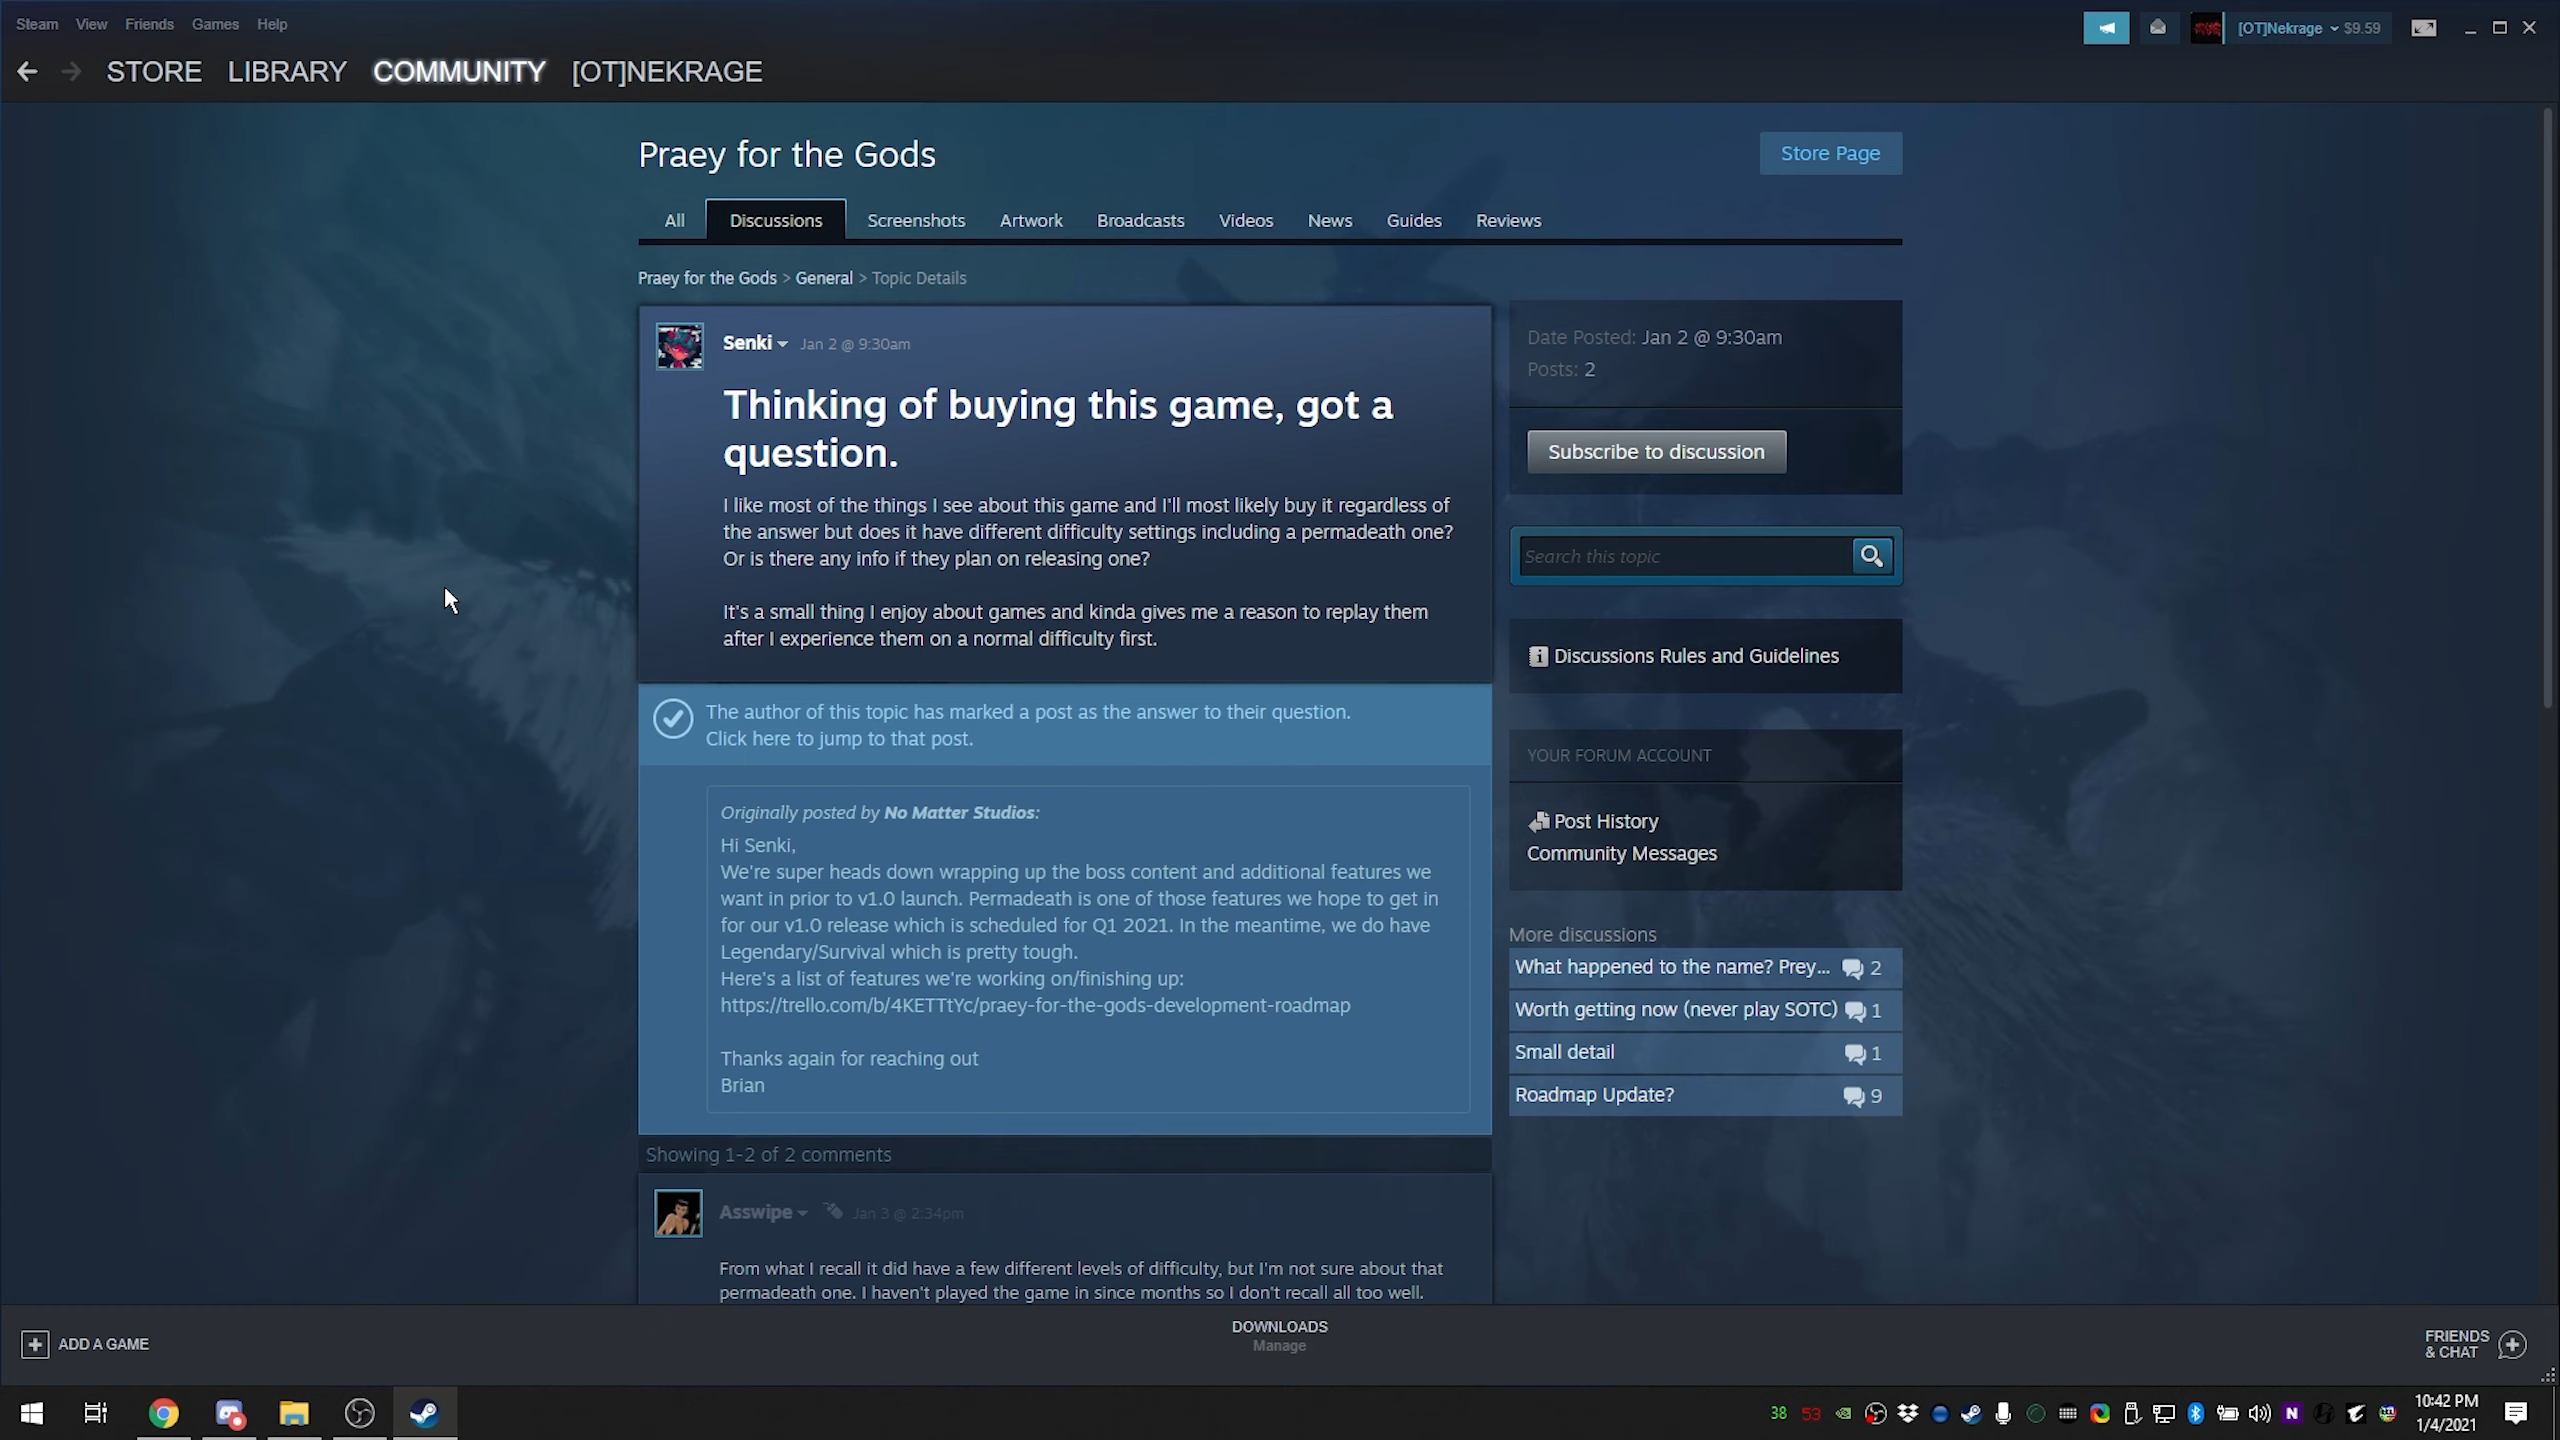 Steam View Friends Games Help
[OT]Nekrage $9.59
STORE LIBRARY COMMUNITY [OT]NEKRAGE
Praey for the Gods
Store Page
All Discussions Screenshots Artwork Broadcasts Videos News Guides Reviews
Praey for the Gods > General > Topic Details
Senki Jan 2 @ 9:30am
Thinking of buying this game, got a
question.
I like most of the things I see about this game and I'll most likely buy it regardless of
the answer but does it have different difficulty settings including a permadeath one?
Or is there any info if they plan on releasing one?
It's a small thing I enjoy about games and kinda gives me a reason to replay them
after I experience them on a normal difficulty first.
The author of this topic has marked a post as the answer to their question.
Click here to jump to that post.
Originally posted by No Matter Studios:
Hi Senki,
We're super heads down wrapping up the boss content and additional features we
want in prior to v1.0 launch. Permadeath is one of those features we hope to get in
for our v1.0 release which is scheduled for Q1 2021. In the meantime, we do have
Legendary/Survival which is pretty tough.
Here's a list of features we're working on/finishing up:
https://trello.com/b/4KETTtYc/praey-for-the-gods-development-roadmap
Thanks again for reaching out
Brian
Showing 1-2 of 2 comments
Asswipe Jan 3 @ 2:34pm
From what I recall it did have a few different levels of difficulty, but I'm not sure about that
permadeath one. I haven't played the game in since months so I don't recall all too well.
Date Posted: Jan 2 @ 9:30am
Posts: 2
Subscribe to discussion
Search this topic
Discussions Rules and Guidelines
YOUR FORUM ACCOUNT
Post History
Community Messages
More discussions
What happened to the name? Prey... 2
Worth getting now (never play SOTC) 1
Small detail 1
Roadmap Update? 9
ADD A GAME
DOWNLOADS
Manage
FRIENDS
& CHAT
38 53
10:42 PM
1/4/2021